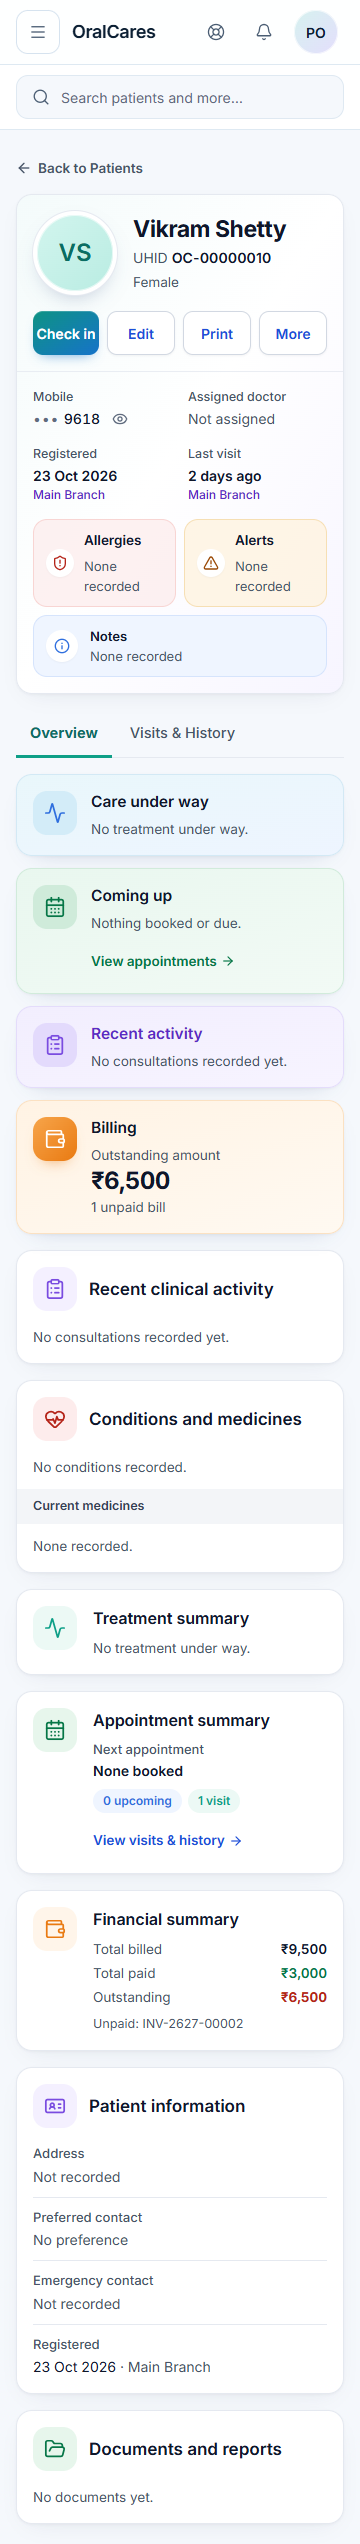 OralCares
PO
Search patients and more...
Back to Patients
VS
Vikram Shetty
UHID OC-00000010
Female
Check in
Edit
Print
More
Mobile
••• 9618
Assigned doctor
Not assigned
Registered
23 Oct 2026
Main Branch
Last visit
2 days ago
Main Branch
Allergies
None
recorded
Alerts
None
recorded
Notes
None recorded
Overview
Visits & History
Care under way
No treatment under way.
Coming up
Nothing booked or due.
View appointments →
Recent activity
No consultations recorded yet.
Billing
Outstanding amount
₹6,500
1 unpaid bill
Recent clinical activity
No consultations recorded yet.
Conditions and medicines
No conditions recorded.
Current medicines
None recorded.
Treatment summary
No treatment under way.
Appointment summary
Next appointment
None booked
0 upcoming
1 visit
View visits & history →
Financial summary
Total billed ₹9,500
Total paid ₹3,000
Outstanding ₹6,500
Unpaid: INV-2627-00002
Patient information
Address
Not recorded
Preferred contact
No preference
Emergency contact
Not recorded
Registered
23 Oct 2026 · Main Branch
Documents and reports
No documents yet.